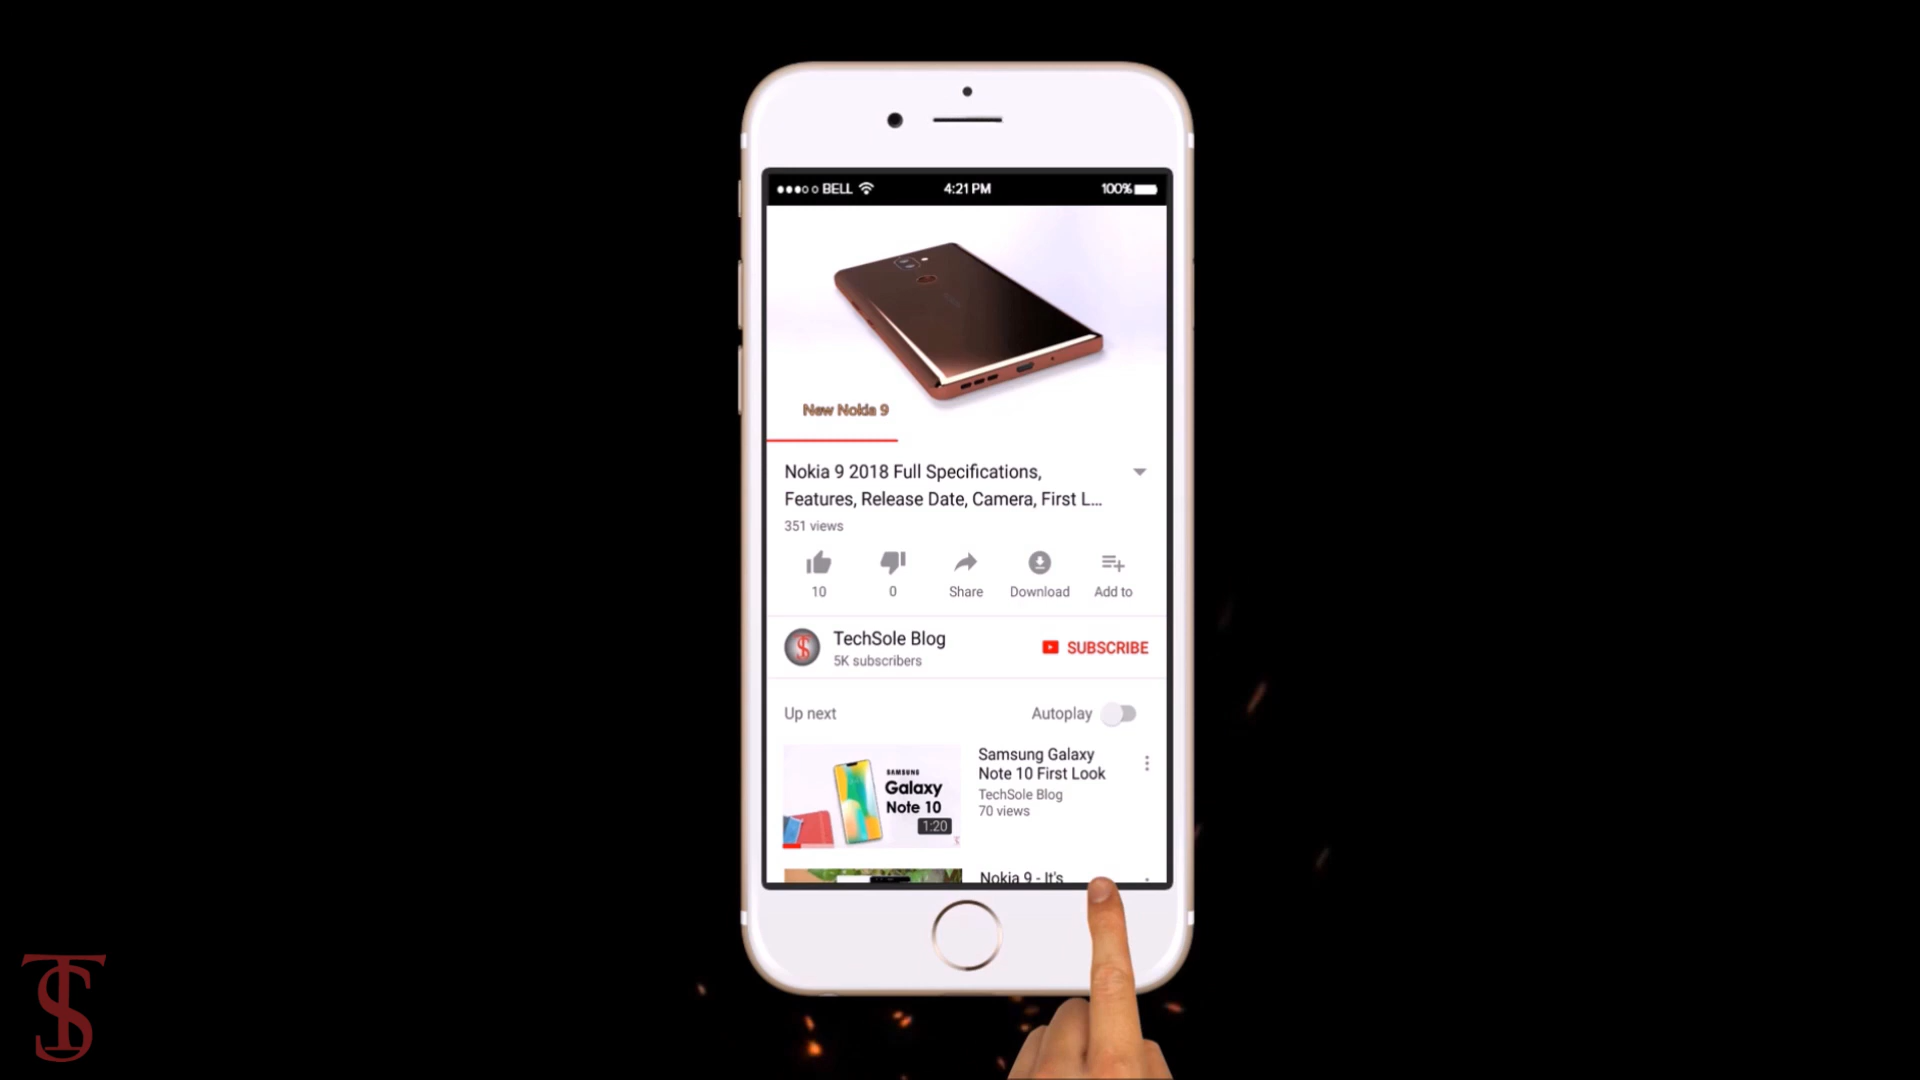 BELL
4:21 PM
100%
New Nokia 9
Nokia 9 2018 Full Specifications,
Features, Release Date, Camera, First L...
351 views
10
0
Share
Download
Add to
TechSole Blog
5K subscribers
SUBSCRIBE
Up next
Autoplay
SAMSUNG
Galaxy
Note 10
1:20
Samsung Galaxy
Note 10 First Look
TechSole Blog
70 views
Nokia 9 - It's
TS